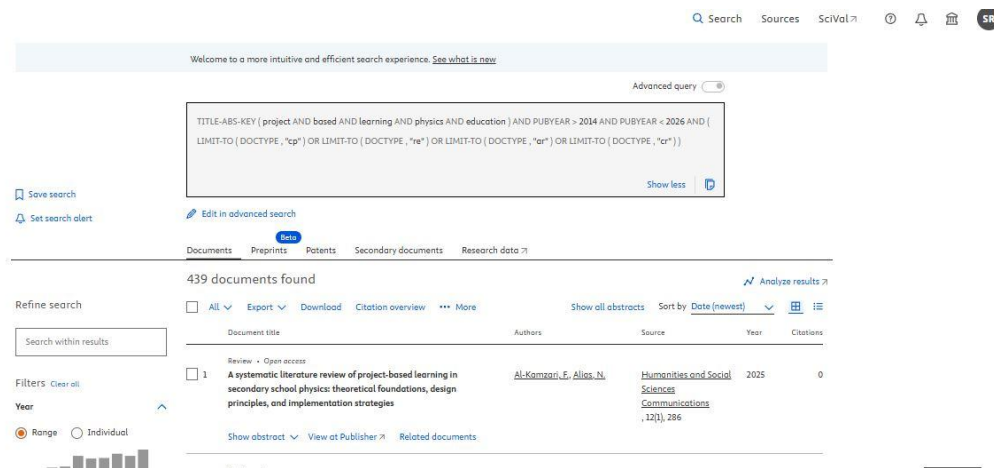 Search Sources SciVal SR
Welcome to a more intuitive and efficient search experience. See what is new
Advanced query
TITLE-ABS-KEY ( project AND based AND learning AND physics AND education ) AND PUBYEAR > 2014 AND PUBYEAR < 2026 AND (
LIMIT-TO ( DOCTYPE , "cp" ) OR LIMIT-TO ( DOCTYPE , "re" ) OR LIMIT-TO ( DOCTYPE , "ar" ) OR LIMIT-TO ( DOCTYPE , "cr" ) )
Show less
Save search
Set search alert
Edit in advanced search
Beta
Documents Preprints Patents Secondary documents Research data
439 documents found
Analyze results
Refine search
All Export Download Citation overview ••• More Show all abstracts Sort by Date (newest)
Search within results
Document title Authors Source Year Citations
Review • Open access
Filters Clear all
1 A systematic literature review of project-based learning in Al-Kamzari, F., Alias, N. Humanities and Social 2025 0
secondary school physics: theoretical foundations, design Sciences
principles, and implementation strategies Communications
, 12(1), 286
Year
Range Individual
Show abstract View at Publisher Related documents